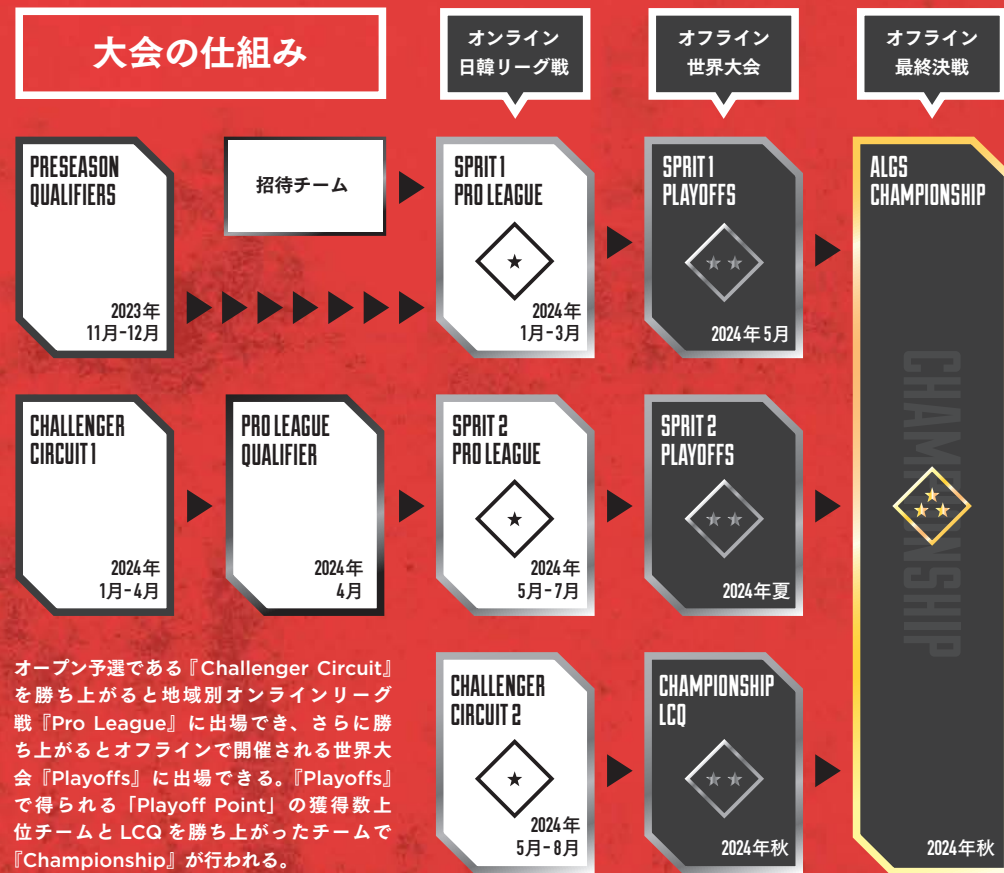 大会の仕組み
オンライン
日韓リーグ戦
オフライン
世界大会
オフライン
最終決戦
PRESEASON
QUALIFIERS
2023年
11月-12月
招待チーム
SPRIT 1
PRO LEAGUE
2024年
1月-3月
SPRIT 1
PLAYOFFS
2024年5月
ALGS
CHAMPIONSHIP
CHAMPIONSHIP
2024年秋
CHALLENGER
CIRCUIT 1
2024年
1月-4月
PRO LEAGUE
QUALIFIER
2024年
4月
SPRIT 2
PRO LEAGUE
2024年
5月-7月
SPRIT 2
PLAYOFFS
2024年夏
オープン予選である『Challenger Circuit』
を勝ち上がると地域別オンラインリーグ
戦『Pro League』に出場でき、さらに勝
ち上がるとオフラインで開催される世界大
会『Playoffs』に出場できる。『Playoffs』
で得られる「Playoff Point」の獲得数上
位チームとLCQを勝ち上がったチームで
『Championship』が行われる。
CHALLENGER
CIRCUIT 2
2024年
5月-8月
CHAMPIONSHIP
LCQ
2024年秋